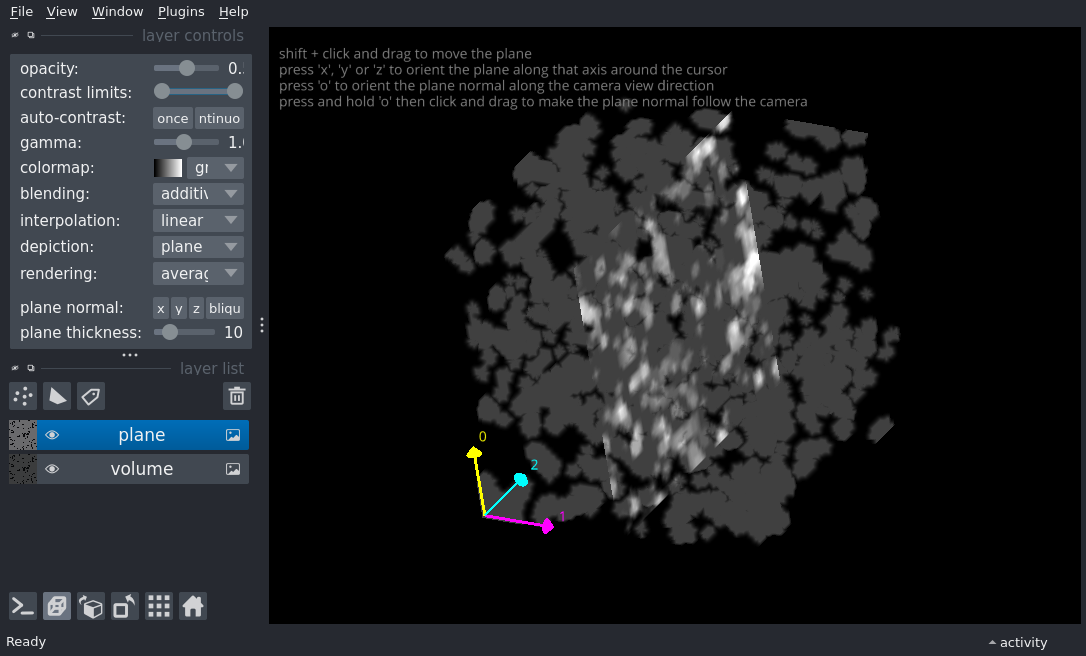 File View Window Plugins Help
layer controls
opacity: 0.
contrast limits:
auto-contrast: once ntinuo
gamma: 1.
colormap: gr
blending: additiv
interpolation: linear
depiction: plane
rendering: averag
plane normal: x y z bliqu
plane thickness: 10
layer list
plane
volume
shift + click and drag to move the plane
press 'x', 'y' or 'z' to orient the plane along that axis around the cursor
press 'o' to orient the plane normal along the camera view direction
press and hold 'o' then click and drag to make the plane normal follow the camera
0
2
1
Ready
activity